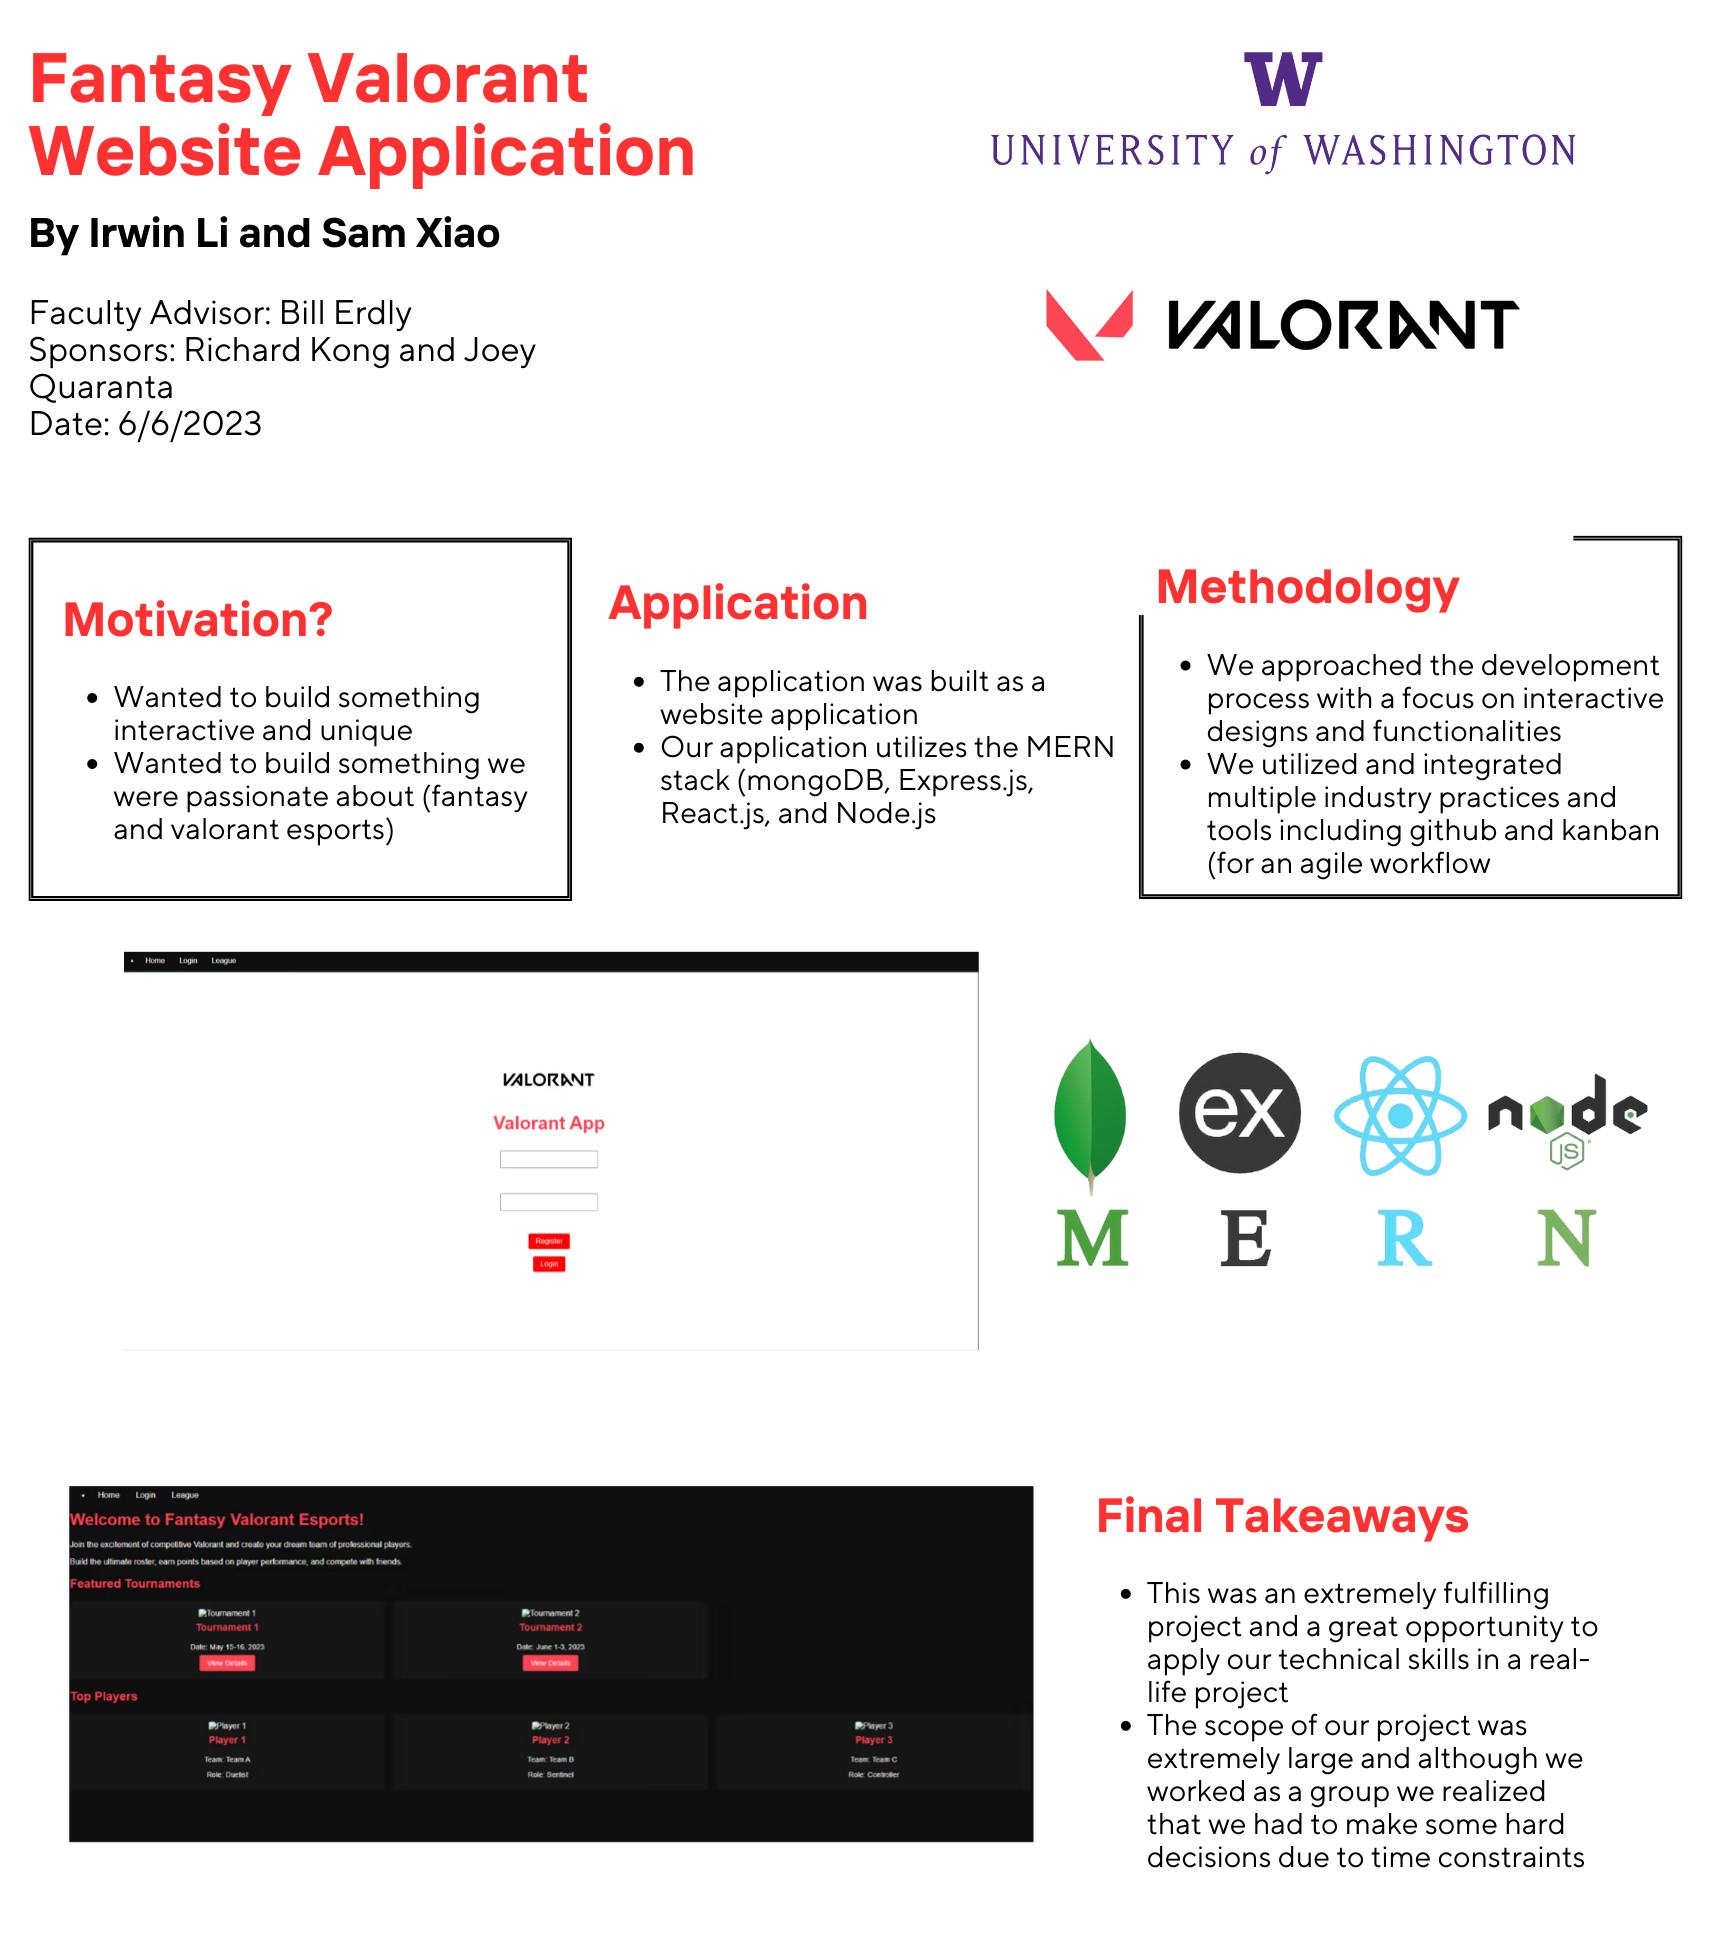 Fantasy Valorant
Website Application
By Irwin Li and Sam Xiao
Faculty Advisor: Bill Erdly
Sponsors: Richard Kong and Joey
Quaranta
Date: 6/6/2023
W
UNIVERSITY of WASHINGTON
VALORANT
Motivation?
• Wanted to build something
interactive and unique
• Wanted to build something we
were passionate about (fantasy
and valorant esports)
Application
• The application was built as a
website application
• Our application utilizes the MERN
stack (mongoDB, Express.js,
React.js, and Node.js
Methodology
• We approached the development
process with a focus on interactive
designs and functionalities
• We utilized and integrated
multiple industry practices and
tools including github and kanban
(for an agile workflow
• Home Login League
VALORANT
Valorant App
Register
Login
ex
node
JS
M E R N
• Home Login League
Welcome to Fantasy Valorant Esports!
Join the excitement of competitive Valorant and create your dream team of professional players.
Build the ultimate roster, earn points based on player performance, and compete with friends.
Featured Tournaments
Tournament 1
Tournament 1
Date: May 15-16, 2023
View Details
Tournament 2
Tournament 2
Date: June 1-3, 2023
View Details
Top Players
Player 1
Player 1
Team: Team A
Role: Duelist
Player 2
Player 2
Team: Team B
Role: Sentinel
Player 3
Player 3
Team: Team C
Role: Controller
Final Takeaways
• This was an extremely fulfilling
project and a great opportunity to
apply our technical skills in a real-
life project
• The scope of our project was
extremely large and although we
worked as a group we realized
that we had to make some hard
decisions due to time constraints